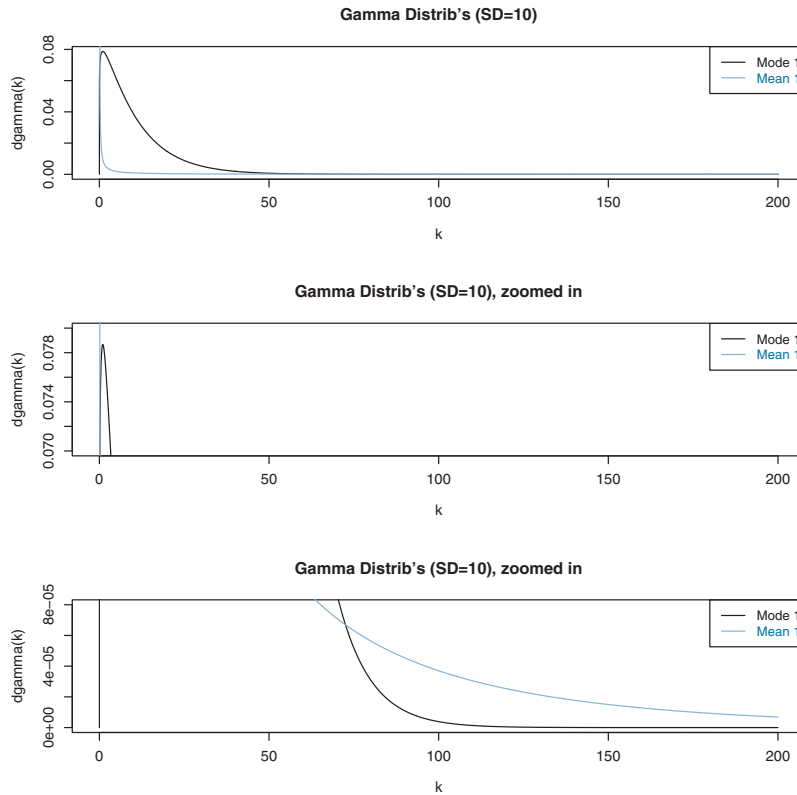 Gamma Distrib's (SD=10)
dgamma(k)
0.08
0.04
0.00
Mode 1
Mean 1
0 50 100 150 200
k
Gamma Distrib's (SD=10), zoomed in
dgamma(k)
0.078
0.074
0.070
Mode 1
Mean 1
0 50 100 150 200
k
Gamma Distrib's (SD=10), zoomed in
dgamma(k)
8e−05
4e−05
0e+00
Mode 1
Mean 1
0 50 100 150 200
k